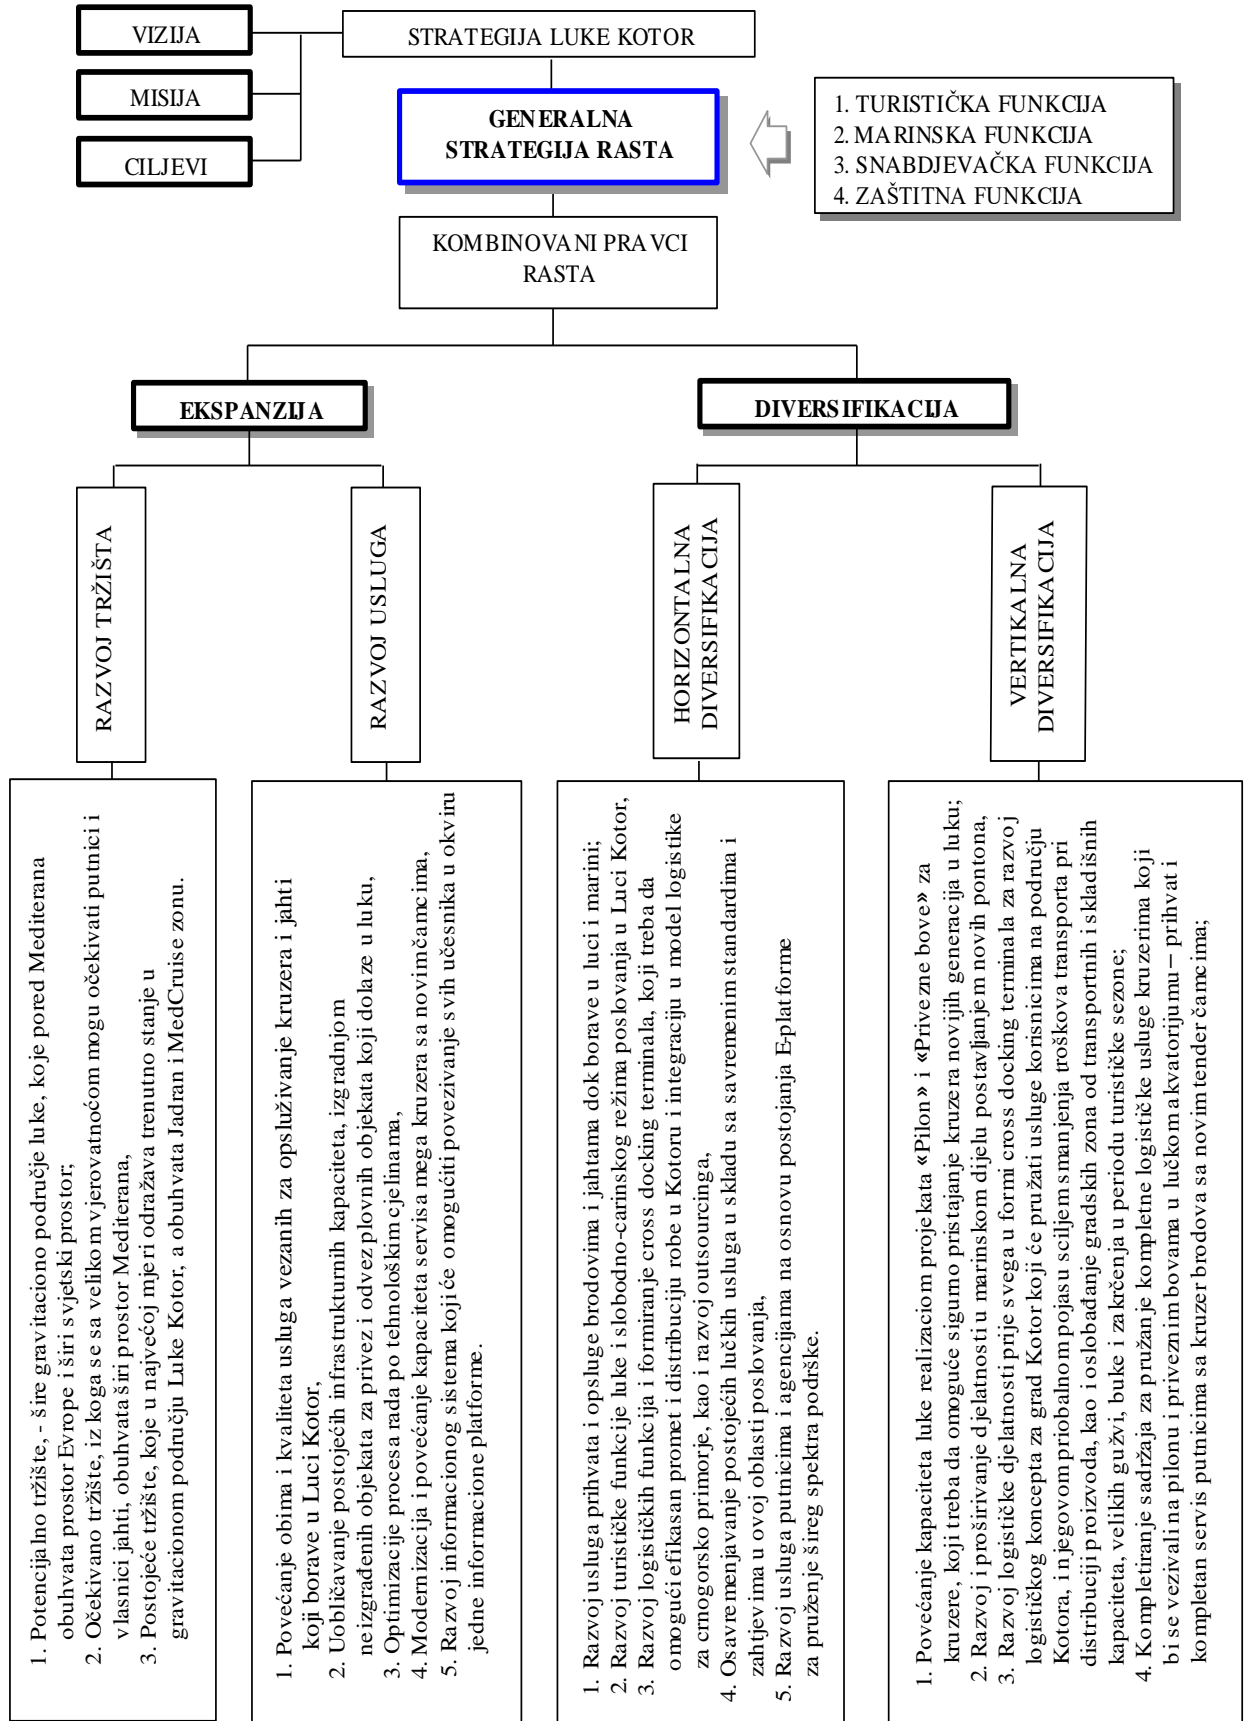 VIZIJA
STRATEGIJA LUKE KOTOR
MISIJA
CILJEVI
GENERALNA
STRATEGIJA RASTA
1. TURISTIČKA FUNKCIJA
2. MARINSKA FUNKCIJA
3. SNABDJEVAČKA FUNKCIJA
4. ZAŠTITNA FUNKCIJA
KOMBINOVANI PRAVCI
RASTA
EKSPANZIJA
DIVERSIFIKACIJA
RAZVOJ TRŽIŠTA
RAZVOJ USLUGA
HORIZONTALNA
DIVERSIFIKACIJA
VERTIKALNA
DIVERSIFIKACIJA
1. Potencijalno tržište, - šire gravitaciono područje luke, koje pored Mediterana
obuhvata prostor Evrope i širi svjetski prostor;
2. Očekivano tržište, iz koga se sa velikom vjerovatnoćom mogu očekivati putnici i
vlasnici jahti, obuhvata širi prostor Mediterana,
3. Postojeće tržište, koje u najvećoj mjeri odražava trenutno stanje u
gravitacionom području Luke Kotor, a obuhvata Jadran i MedCruise zonu.
1. Povećanje obima i kvaliteta usluga vezanih za opsluživanje kruzera i jahti
koji borave u Luci Kotor,
2. Uobličavanje postojećih infrastrukturnih kapaciteta, izgradnjom
neizgrađenih objekata za privez i odvez plovnih objekata koji dolaze u luku,
3. Optimizacije procesa rada po tehnološkim cjelinama,
4. Modernizacija i povećanje kapaciteta servisa mega kruzera sa novim čamcima,
5. Razvoj informacionog sistema koji će omogućiti povezivanje svih učesnika u okviru
jedne informacione platforme.
1. Razvoj usluga prihvata i opsluge brodovima i jahtama dok borave u luci i marini;
2. Razvoj turističke funkcije luke i slobodno-carinskog režima poslovanja u Luci Kotor,
3. Razvoj logističkih funkcija i formiranje cross docking terminala, koji treba da
omogući efikasan promet i distribuciju robe u Kotoru i integraciju u model logistike
za crnogorsko primorje, kao i razvoj outsourcinga,
4. Osavremenjavanje postojećih lučkih usluga u skladu sa savremenim standardima i
zahtjevima u ovoj oblasti poslovanja,
5. Razvoj usluga putnicima i agencijama na osnovu postojanja E-platforme
za pruženje šireg spektra podrške.
1. Povećanje kapaciteta luke realizaciom projekata «Pilon» i «Privezne bove» za
kruzere, koji treba da omoguće sigurno pristajanje kruzera novijih generacija u luku;
2. Razvoj i proširivanje djelatnosti u marinskom dijelu postavljanjem novih pontona,
3. Razvoj logističke djelatnosti prije svega u formi cross docking terminala za razvoj
logističkog koncepta za grad Kotor koji će pružati usluge korisnicima na području
Kotora, i njegovom priobalnom pojasu s ciljem smanjenja troškova transporta pri
distribuciji proizvoda, kao i oslobađanje gradskih zona od transportnih i skladišnih
kapaciteta, velikih gužvi, buke i zakrčenja u periodu turističke sezone;
4. Kompletiranje sadržaja za pružanje kompletne logističke usluge kruzerima koji
bi se vezivali na pilonu i priveznim bovama u lučkom akvatorijumu – prihvat i
kompletan servis putnicima sa kruzer brodova sa novim tender čamcima;